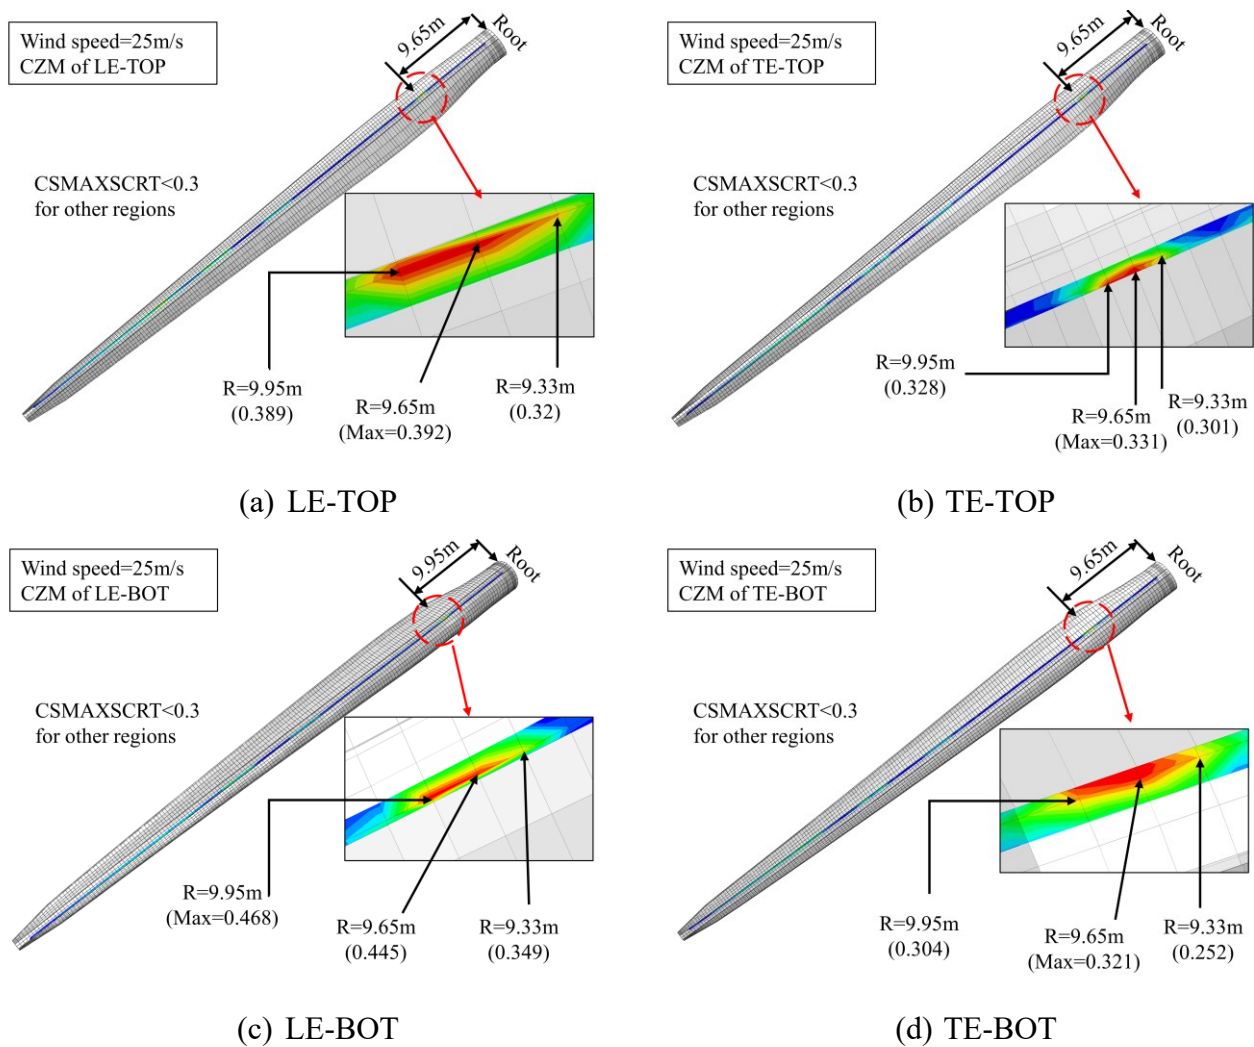 Wind speed=25m/s
CZM of LE-TOP
9.65m
Root
CSMAXSCRT<0.3
for other regions
R=9.95m
(0.389)
R=9.65m
(Max=0.392)
R=9.33m
(0.32)
(a) LE-TOP
Wind speed=25m/s
CZM of TE-TOP
9.65m
Root
CSMAXSCRT<0.3
for other regions
R=9.95m
(0.328)
R=9.65m
(Max=0.331)
R=9.33m
(0.301)
(b) TE-TOP
Wind speed=25m/s
CZM of LE-BOT
9.95m
Root
CSMAXSCRT<0.3
for other regions
R=9.95m
(Max=0.468)
R=9.65m
(0.445)
R=9.33m
(0.349)
(c) LE-BOT
Wind speed=25m/s
CZM of TE-BOT
9.65m
Root
CSMAXSCRT<0.3
for other regions
R=9.95m
(0.304)
R=9.65m
(Max=0.321)
R=9.33m
(0.252)
(d) TE-BOT